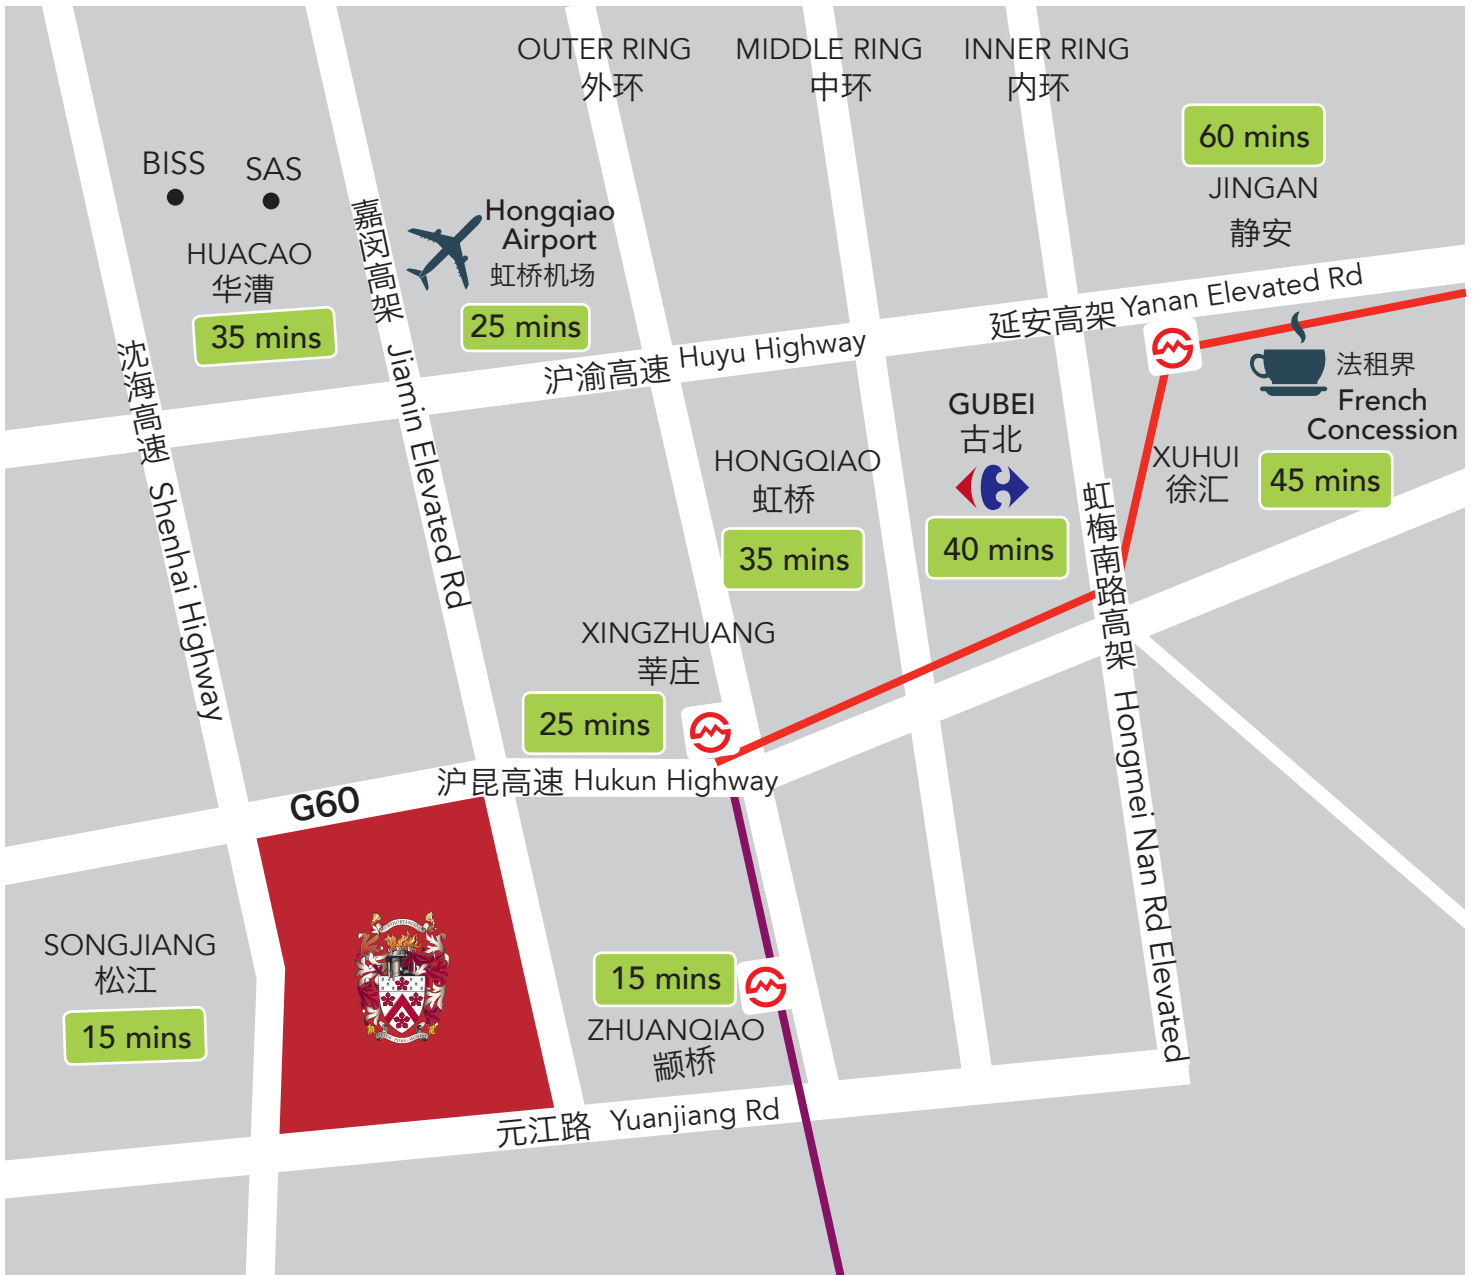 OUTER RING
外环
MIDDLE RING
中环
INNER RING
内环
60 mins
JINGAN
静安
BISS
SAS
HUACAO
华漕
35 mins
Hongqiao
Airport
虹桥机场
25 mins
嘉闵高架 Jiamin Elevated Rd
沈海高速 Shenhai Highway
沪渝高速 Huyu Highway
延安高架 Yanan Elevated Rd
法租界
French
Concession
XUHUI
徐汇
45 mins
GUBEI
古北
40 mins
HONGQIAO
虹桥
35 mins
虹梅南路高架 Hongmei Nan Rd Elevated
XINGZHUANG
莘庄
25 mins
沪昆高速 Hukun Highway
G60
SONGJIANG
松江
15 mins
15 mins
ZHUANQIAO
颛桥
元江路 Yuanjiang Rd